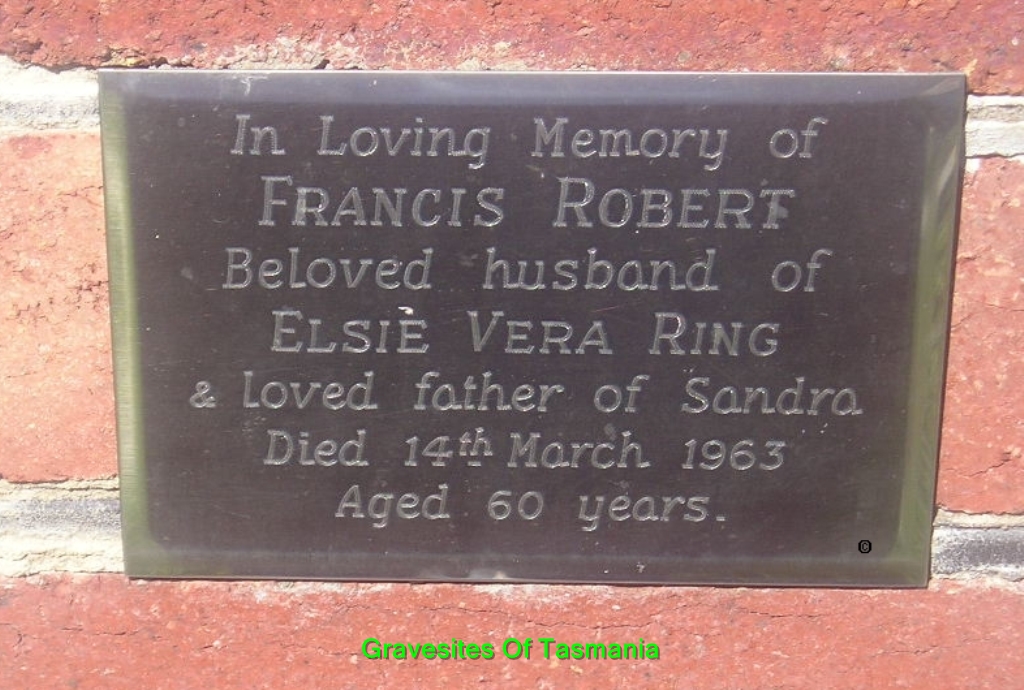 In Loving Memory of
FRANCIS ROBERT
Beloved husband of
ELSIE VERA RING
& loved father of Sandra
Died 14th March 1963
Aged 60 years.
©
Gravesites Of Tasmania